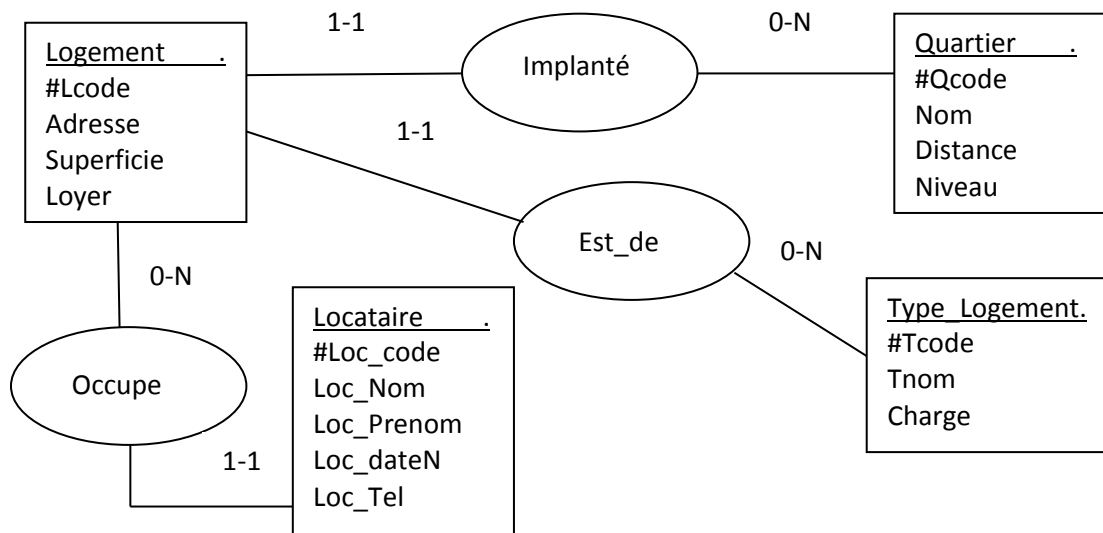 1-1
0-N
Logement .
#Lcode
Adresse
Superficie
Loyer
Implanté
Quartier .
#Qcode
Nom
Distance
Niveau
1-1
Est_de
0-N
0-N
Type_Logement.
#Tcode
Tnom
Charge
Occupe
Locataire .
#Loc_code
Loc_Nom
Loc_Prenom
Loc_dateN
Loc_Tel
1-1